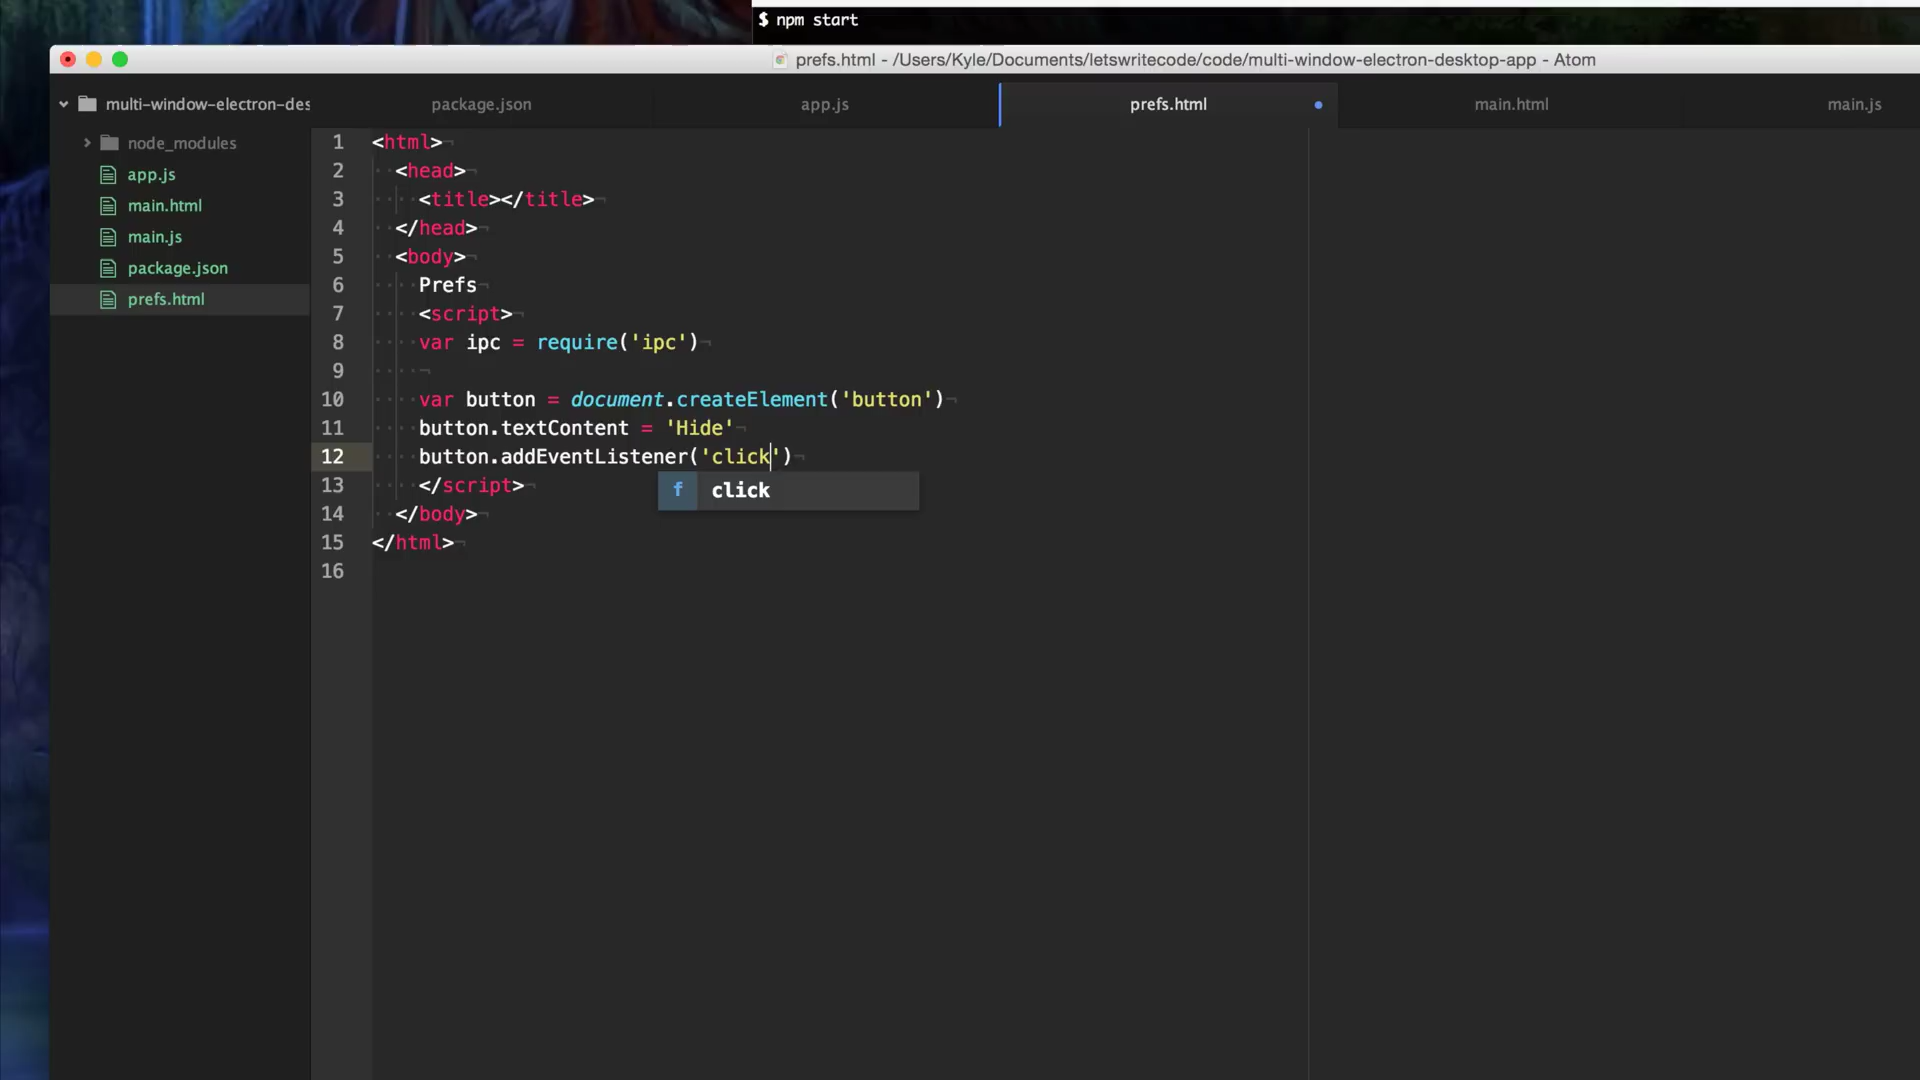 $ npm start
prefs.html - /Users/Kyle/Documents/letswritecode/code/multi-window-electron-desktop-app - Atom
multi-window-electron-des
package.json
app.js
prefs.html
main.html
main.js
node_modules
app.js
main.html
main.js
package.json
prefs.html
1 <html>
2 <head>
3 <title></title>
4 </head>
5 <body>
6 Prefs
7 <script>
8 var ipc = require('ipc')
9
10 var button = document.createElement('button')
11 button.textContent = 'Hide'
12 button.addEventListener('click')
f click
13 </script>
14 </body>
15 </html>
16